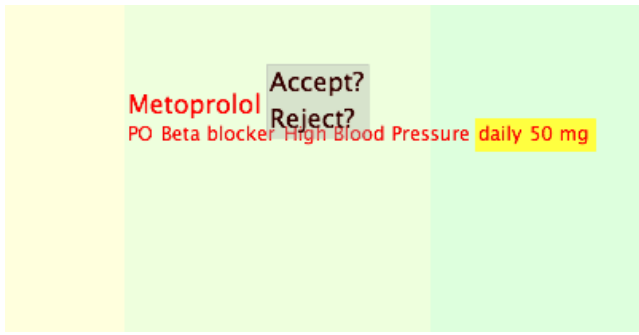 Accept?
Metoprolol
Reject?
PO Beta blocker High Blood Pressure daily 50 mg